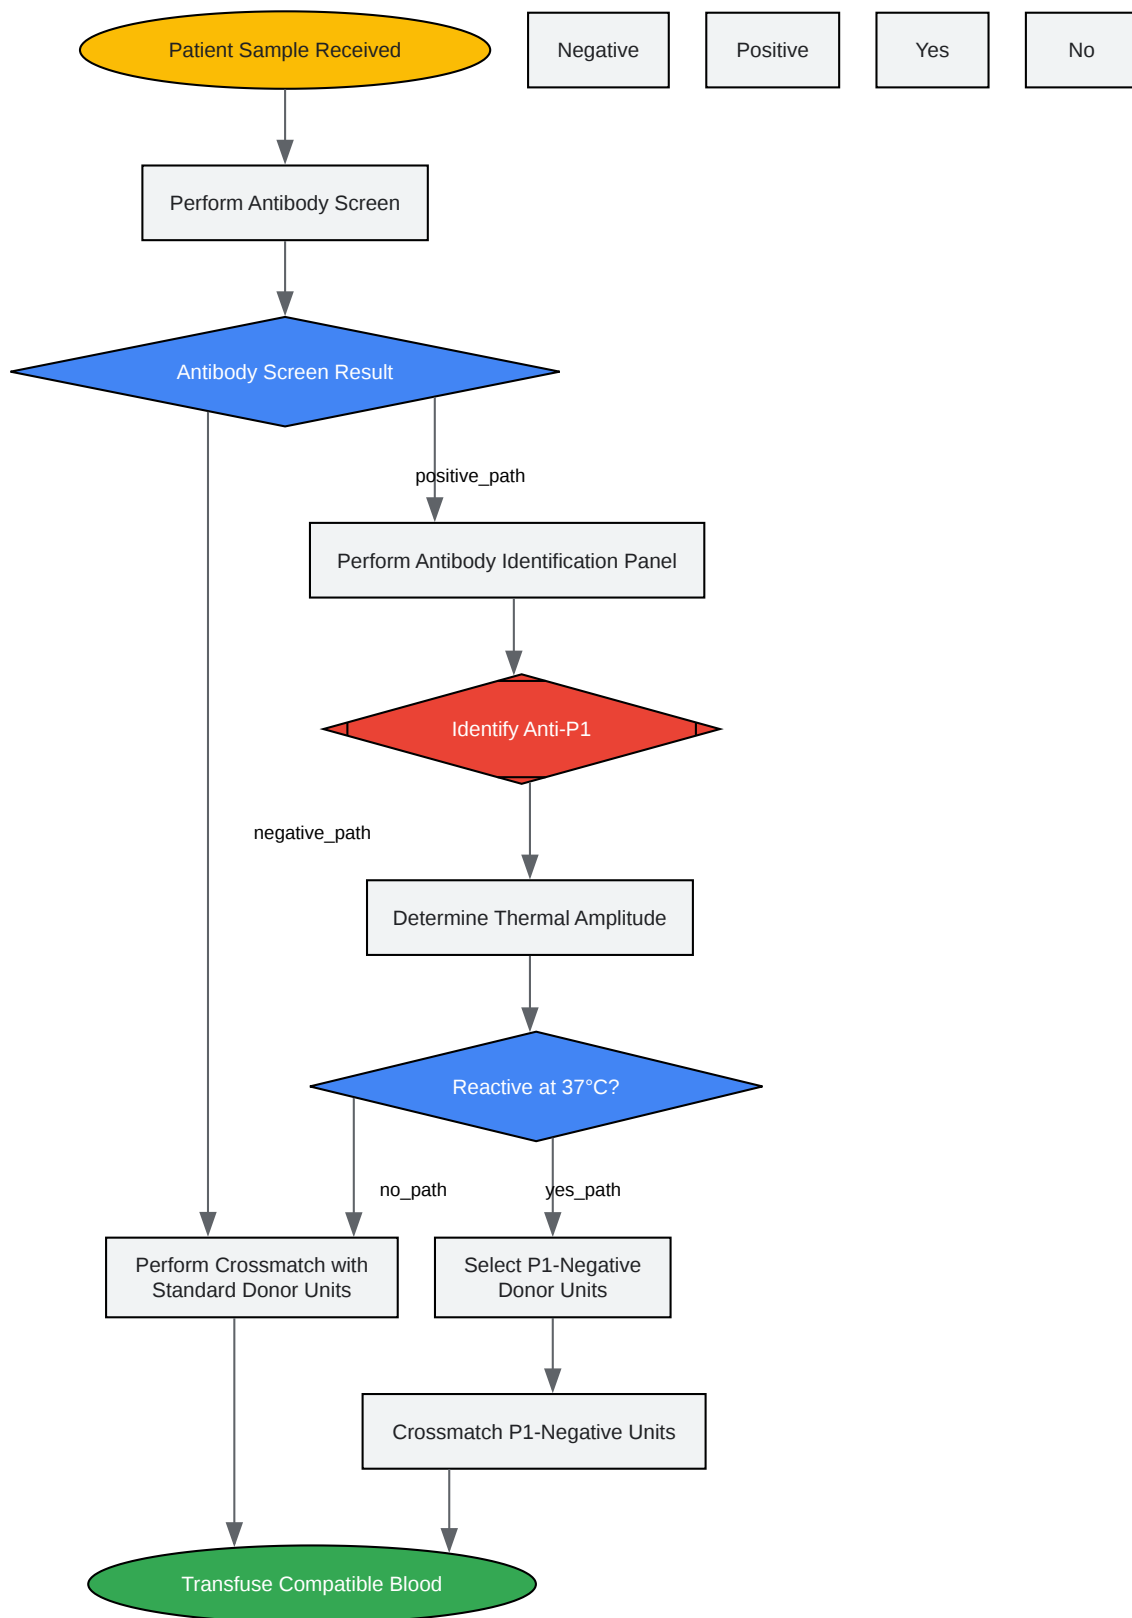 Patient Sample Received
Negative
Positive
Yes
No
Perform Antibody Screen
Antibody Screen Result
positive_path
Perform Antibody Identification Panel
Identify Anti-P1
negative_path
Determine Thermal Amplitude
Reactive at 37°C?
no_path
yes_path
Perform Crossmatch with
Standard Donor Units
Select P1-Negative
Donor Units
Crossmatch P1-Negative Units
Transfuse Compatible Blood